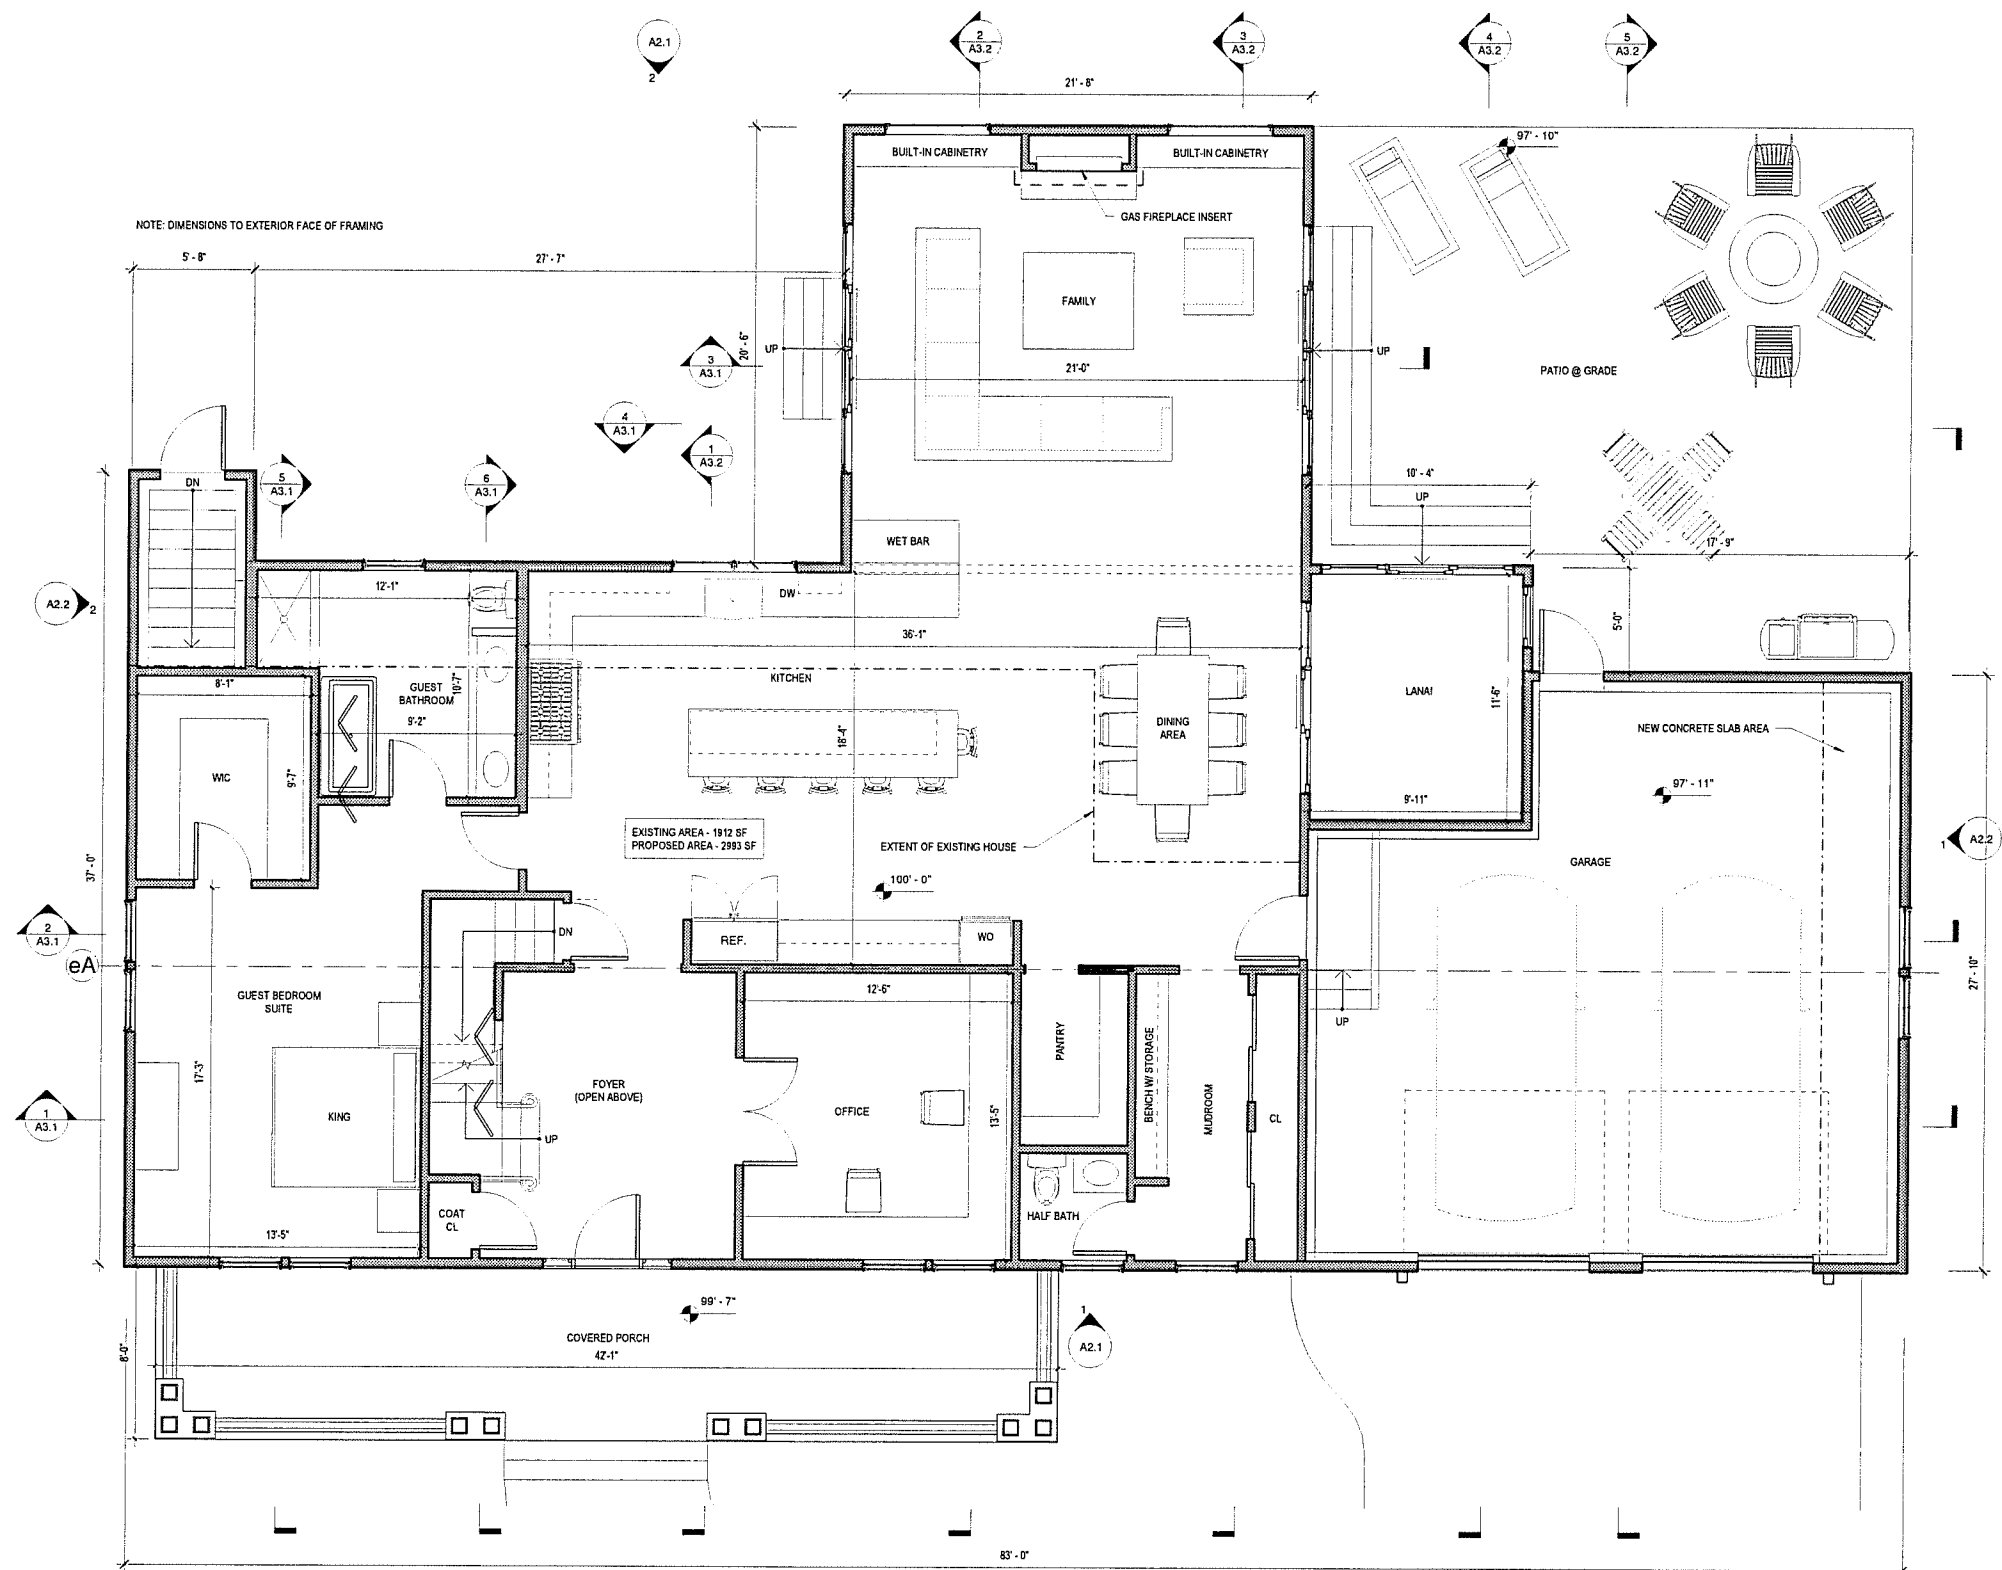 A2.1
2
2
A3.2
3
A3.2
4
A3.2
5
A3.2
21' - 8"
BUILT-IN CABINETRY
BUILT-IN CABINETRY
97' - 10"
GAS FIREPLACE INSERT
NOTE: DIMENSIONS TO EXTERIOR FACE OF FRAMING
5' - 8"
27' - 7"
FAMILY
20' - 6"
UP
UP
3
A3.1
21'-0"
PATIO @ GRADE
4
A3.1
1
A3.2
5
A3.1
6
A3.1
DN
10' - 4"
UP
WET BAR
17' - 9"
12'-1"
DW
A2.2
2
5'-0"
36'-1"
KITCHEN
8'-1"
GUEST
BATHROOM
10'-7"
9'-2"
LANAI
11'-6"
DINING
AREA
18'-4"
NEW CONCRETE SLAB AREA
WIC
9'-7"
97' - 11"
9'-11"
EXISTING AREA - 1912 SF
PROPOSED AREA - 2993 SF
EXTENT OF EXISTING HOUSE
1
A2.2
GARAGE
37' - 0"
100' - 0"
2
A3.1
DN
REF.
WO
eA
27' - 10"
GUEST BEDROOM
SUITE
12'-6"
UP
PANTRY
BENCH W/ STORAGE
17'-3"
FOYER
(OPEN ABOVE)
MUDROOM
1
A3.1
KING
OFFICE
13'-5"
CL
UP
COAT
CL
HALF BATH
13'-5"
99' - 7"
1
A2.1
COVERED PORCH
42'-1"
8'-0"
83' - 0"